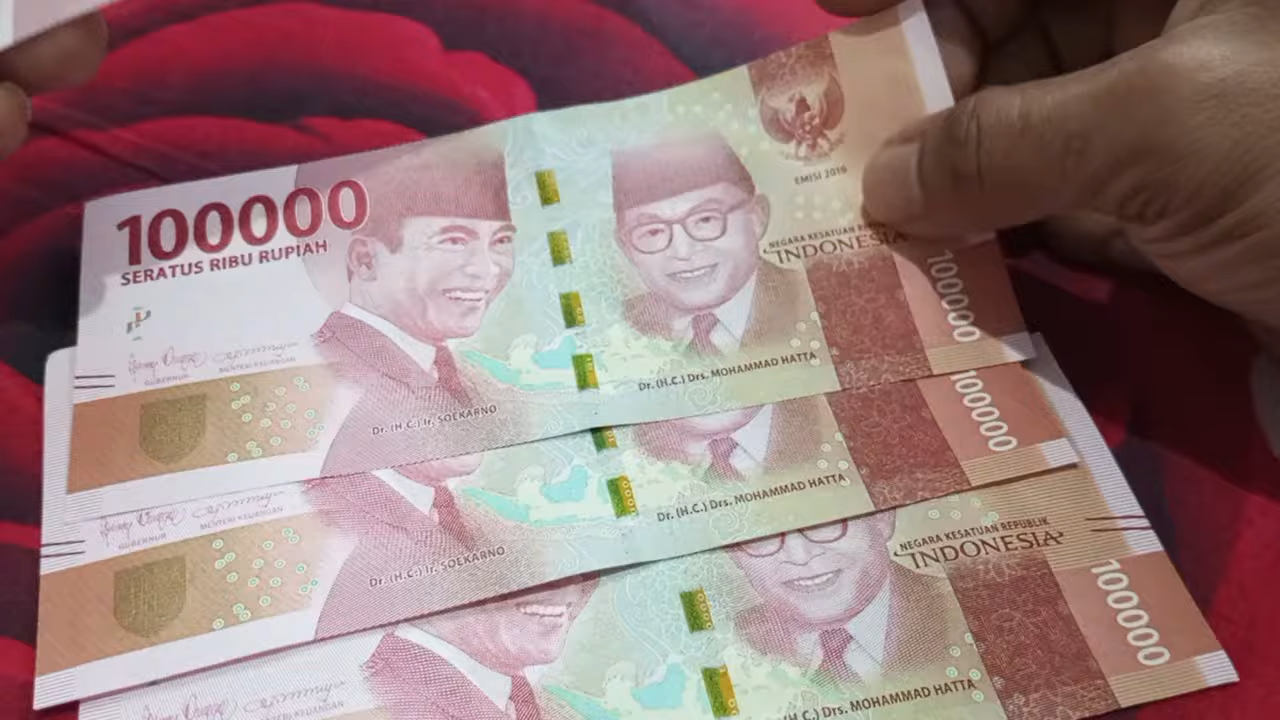 100000
SERATUS RIBU RUPIAH
EMISI 2019
NEGARA KESATUAN
INDONESIA
100000
GUBERNUR
MENTERI KEUANGAN
Dr. (H.C.) Ir. SOEKARNO
Dr. (H.C.) Drs. MOHAMMAD HATTA
100000
GUBERNUR
MENTERI KEUANGAN
Dr. (H.C.) Ir. SOEKARNO
Dr. (H.C.) Drs. MOHAMMAD HATTA
NEGARA KESATUAN REPUBLIK
INDONESIA
100000
Dr. (H.C.) Drs. MOHAMMAD HATTA